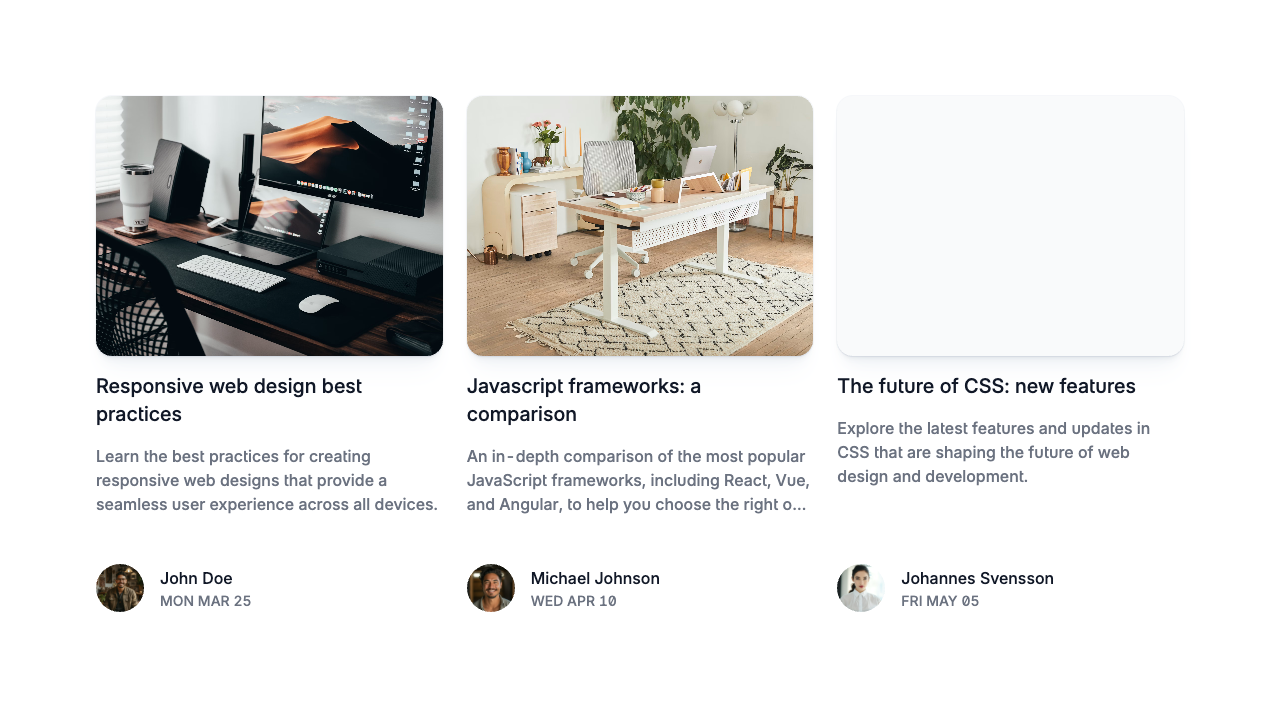 Responsive web design best
practices
Learn the best practices for creating
responsive web designs that provide a
seamless user experience across all devices.
John Doe
MON MAR 25
Javascript frameworks: a
comparison
An in-depth comparison of the most popular
JavaScript frameworks, including React, Vue,
and Angular, to help you choose the right o...
Michael Johnson
WED APR 10
The future of CSS: new features
Explore the latest features and updates in
CSS that are shaping the future of web
design and development.
Johannes Svensson
FRI MAY 05